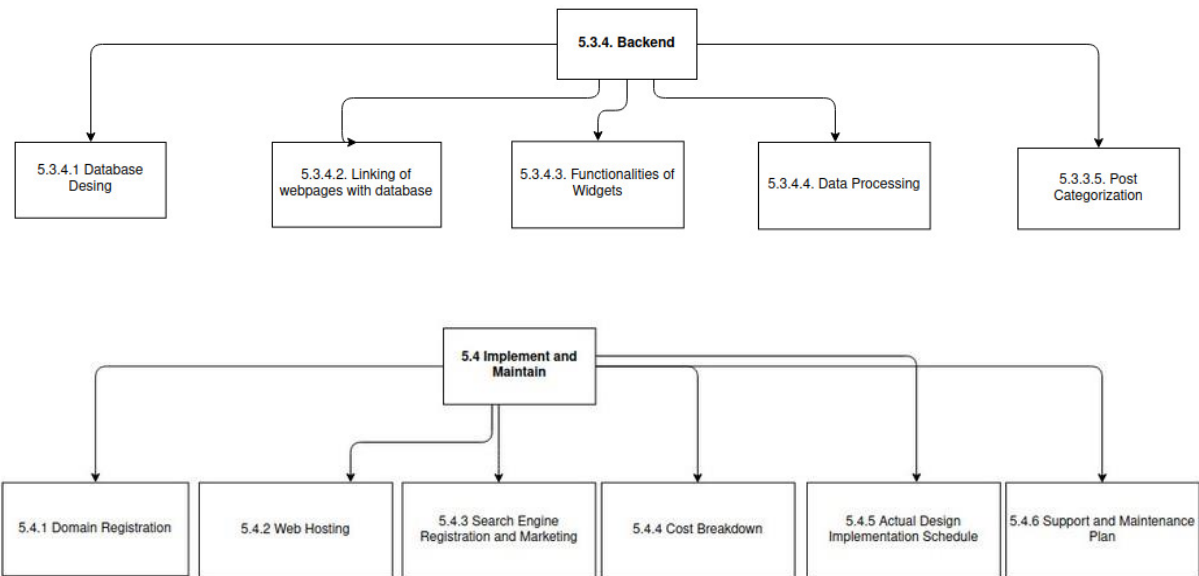 5.3.4. Backend
5.3.4.1 Database
Desing
5.3.4.2. Linking of
webpages with database
5.3.4.3. Functionalities of
Widgets
5.3.4.4. Data Processing
5.3.3.5. Post
Categorization
5.4 Implement and
Maintain
5.4.1 Domain Registration
5.4.2 Web Hosting
5.4.3 Search Engine
Registration and Marketing
5.4.4 Cost Breakdown
5.4.5 Actual Design
Implementation Schedule
5.4.6 Support and Maintenance
Plan